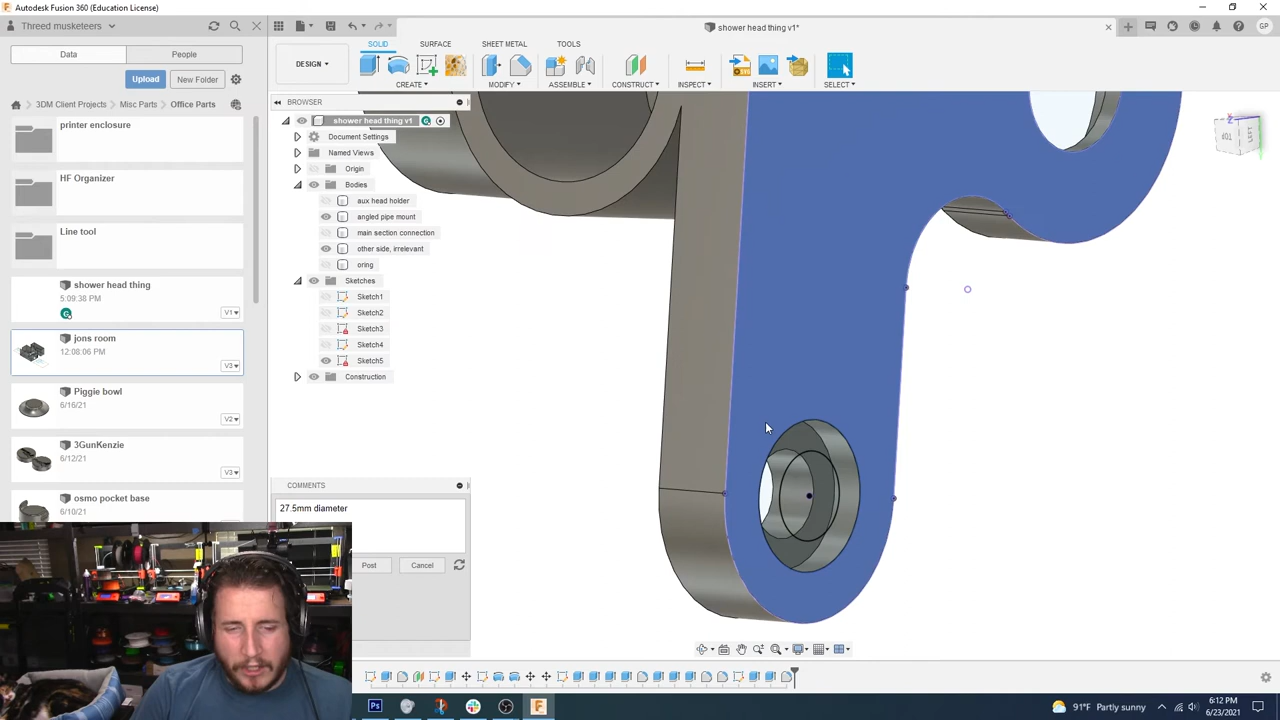 Autodesk Fusion 360 (Education License)
Threed musketeers
shower head thing v1*
GP
Data
People
Upload
New Folder
3DM Client Projects
Misc Parts
Office Parts
printer enclosure
HF Organizer
Line tool
shower head thing
5:09:38 PM
V1
jons room
12:08:06 PM
V3
Piggie bowl
6/16/21
V2
3GunKenzie
6/12/21
V3
osmo pocket base
6/10/21
DESIGN
SOLID
SURFACE
SHEET METAL
TOOLS
CREATE
MODIFY
ASSEMBLE
CONSTRUCT
INSPECT
INSERT
SELECT
BROWSER
shower head thing v1
Document Settings
Named Views
Origin
Bodies
aux head holder
angled pipe mount
main section connection
other side, irrelevant
oring
Sketches
Sketch1
Sketch2
Sketch3
Sketch4
Sketch5
Construction
COMMENTS
27.5mm diameter
Post
Cancel
TOP
LEFT
Z
91°F Partly sunny
6:12 PM
6/23/2021